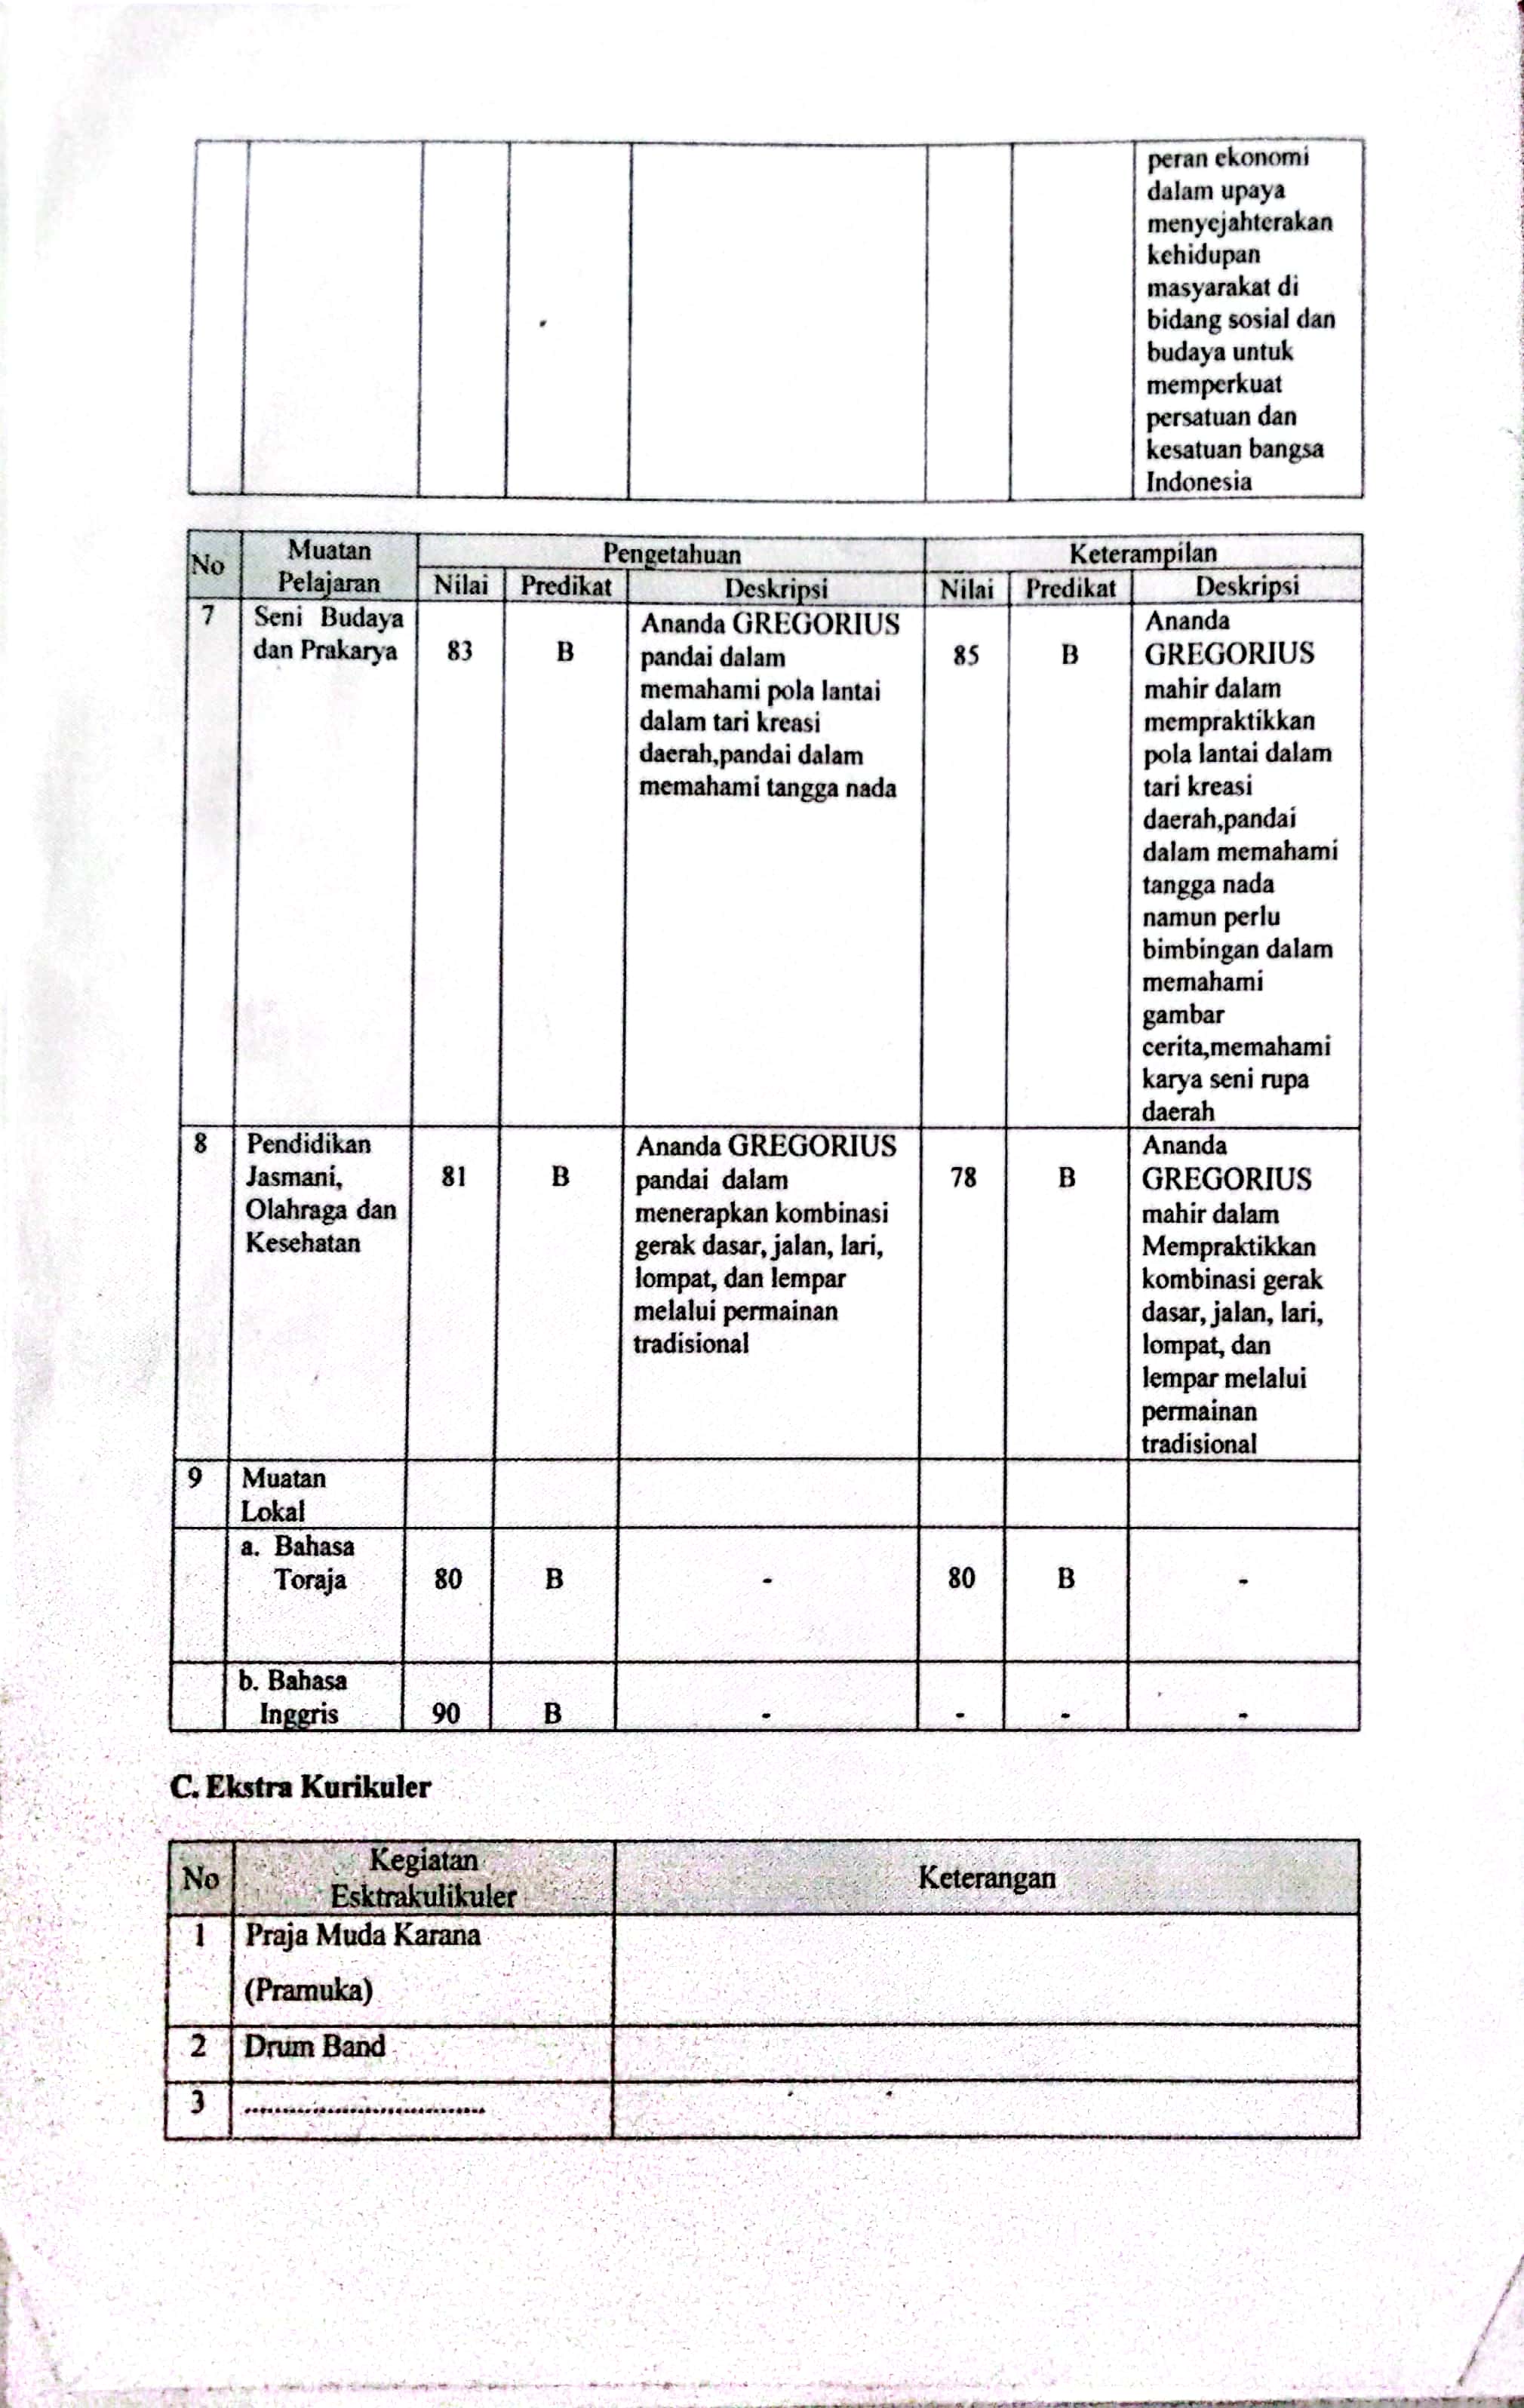 peran ekonomi
dalam upaya
menyejahterakan
kehidupan
masyarakat di
bidang sosial dan
budaya untuk
memperkuat
persatuan dan
kesatuan bangsa
Indonesia
No Muatan Pelajaran Pengetahuan Keterampilan
Nilai Predikat Deskripsi Nilai Predikat Deskripsi
7 Seni Budaya
dan Prakarya
83 B
Ananda GREGORIUS
pandai dalam
memahami pola lantai
dalam tari kreasi
daerah,pandai dalam
memahami tangga nada
85 B
Ananda
GREGORIUS
mahir dalam
mempraktikkan
pola lantai dalam
tari kreasi
daerah,pandai
dalam memahami
tangga nada
namun perlu
bimbingan dalam
memahami
gambar
cerita,memahami
karya seni rupa
daerah
8 Pendidikan
Jasmani,
Olahraga dan
Kesehatan
81 B
Ananda GREGORIUS
pandai dalam
menerapkan kombinasi
gerak dasar, jalan, lari,
lompat, dan lempar
melalui permainan
tradisional
78 B
Ananda
GREGORIUS
mahir dalam
Mempraktikkan
kombinasi gerak
dasar, jalan, lari,
lompat, dan
lempar melalui
permainan
tradisional
9 Muatan
Lokal
a. Bahasa
Toraja 80 B - 80 B -
b. Bahasa
Inggris 90 B - - - -
C. Ekstra Kurikuler
No Kegiatan
Esktrakulikuler Keterangan
1 Praja Muda Karana
(Pramuka)
2 Drum Band
3 ................................